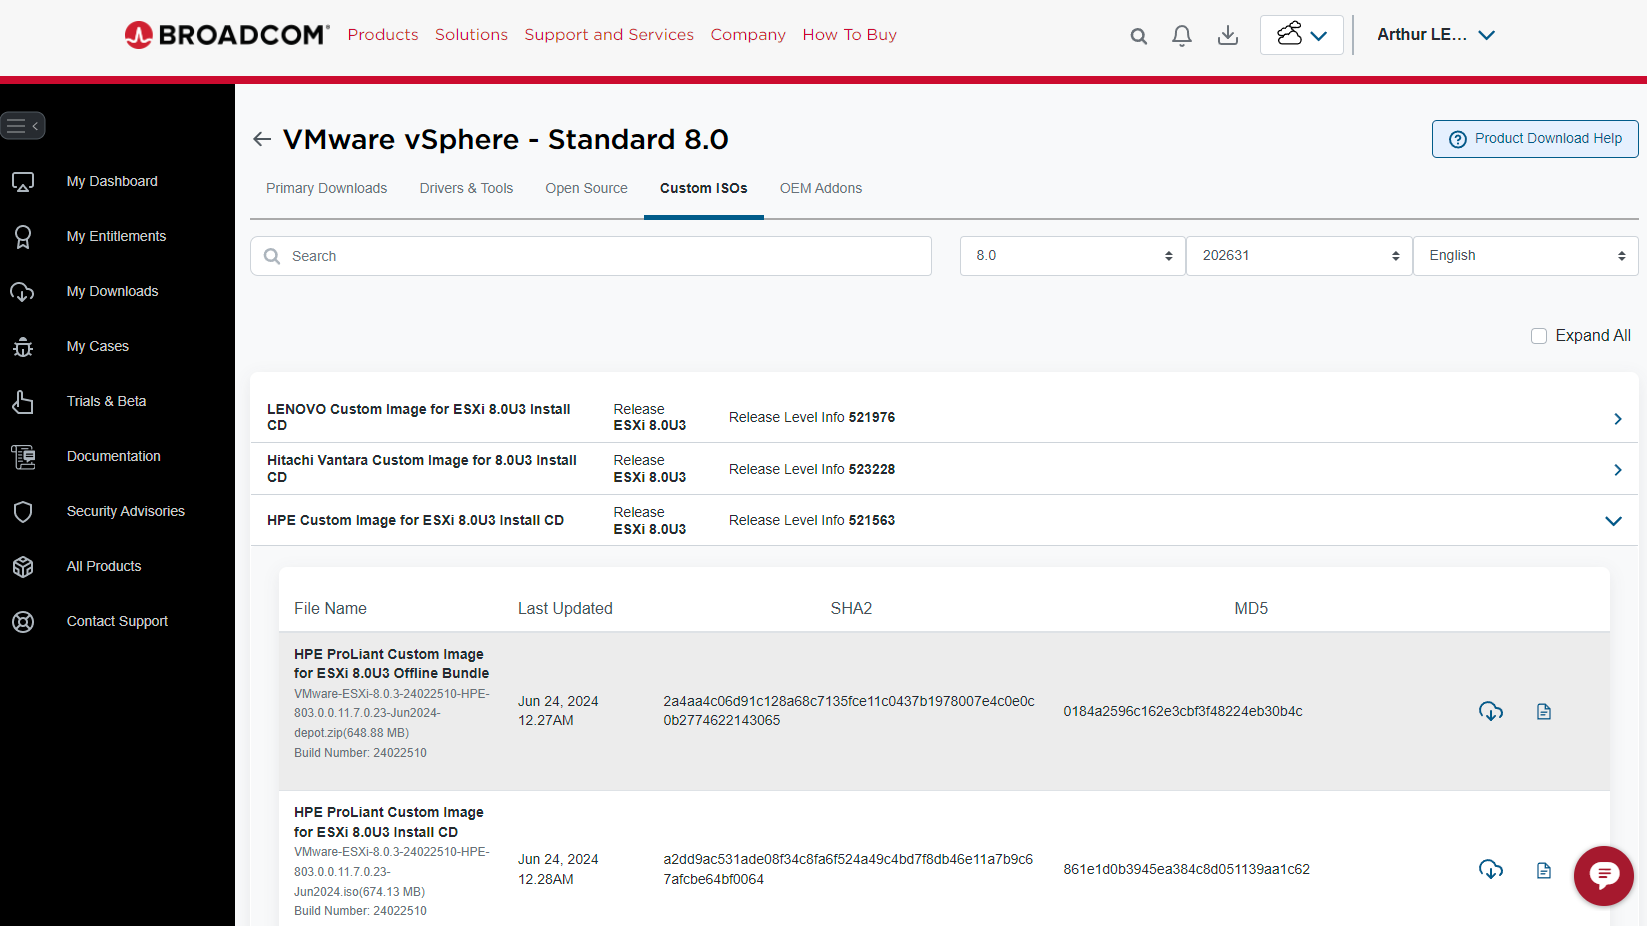 BROADCOM®
Products
Solutions
Support and Services
Company
How To Buy
Arthur LE...
My Dashboard
My Entitlements
My Downloads
My Cases
Trials & Beta
Documentation
Security Advisories
All Products
Contact Support
VMware vSphere - Standard 8.0
Product Download Help
Primary Downloads
Drivers & Tools
Open Source
Custom ISOs
OEM Addons
Search
8.0
202631
English
Expand All
LENOVO Custom Image for ESXi 8.0U3 Install
CD
Release
ESXi 8.0U3
Release Level Info 521976
Hitachi Vantara Custom Image for 8.0U3 Install
CD
Release
ESXi 8.0U3
Release Level Info 523228
HPE Custom Image for ESXi 8.0U3 Install CD
Release
ESXi 8.0U3
Release Level Info 521563
File Name
Last Updated
SHA2
MD5
HPE ProLiant Custom Image
for ESXi 8.0U3 Offline Bundle
VMware-ESXi-8.0.3-24022510-HPE-
803.0.0.11.7.0.23-Jun2024-
depot.zip(648.88 MB)
Build Number: 24022510
Jun 24, 2024
12.27AM
2a4aa4c06d91c128a68c7135fce11c0437b1978007e4c0e0c
0b2774622143065
0184a2596c162e3cbf3f48224eb30b4c
HPE ProLiant Custom Image
for ESXi 8.0U3 Install CD
VMware-ESXi-8.0.3-24022510-HPE-
803.0.0.11.7.0.23-
Jun2024.iso(674.13 MB)
Build Number: 24022510
Jun 24, 2024
12.28AM
a2dd9ac531ade08f34c8fa6f524a49c4bd7f8db46e11a7b9c6
7afcbe64bf0064
861e1d0b3945ea384c8d051139aa1c62